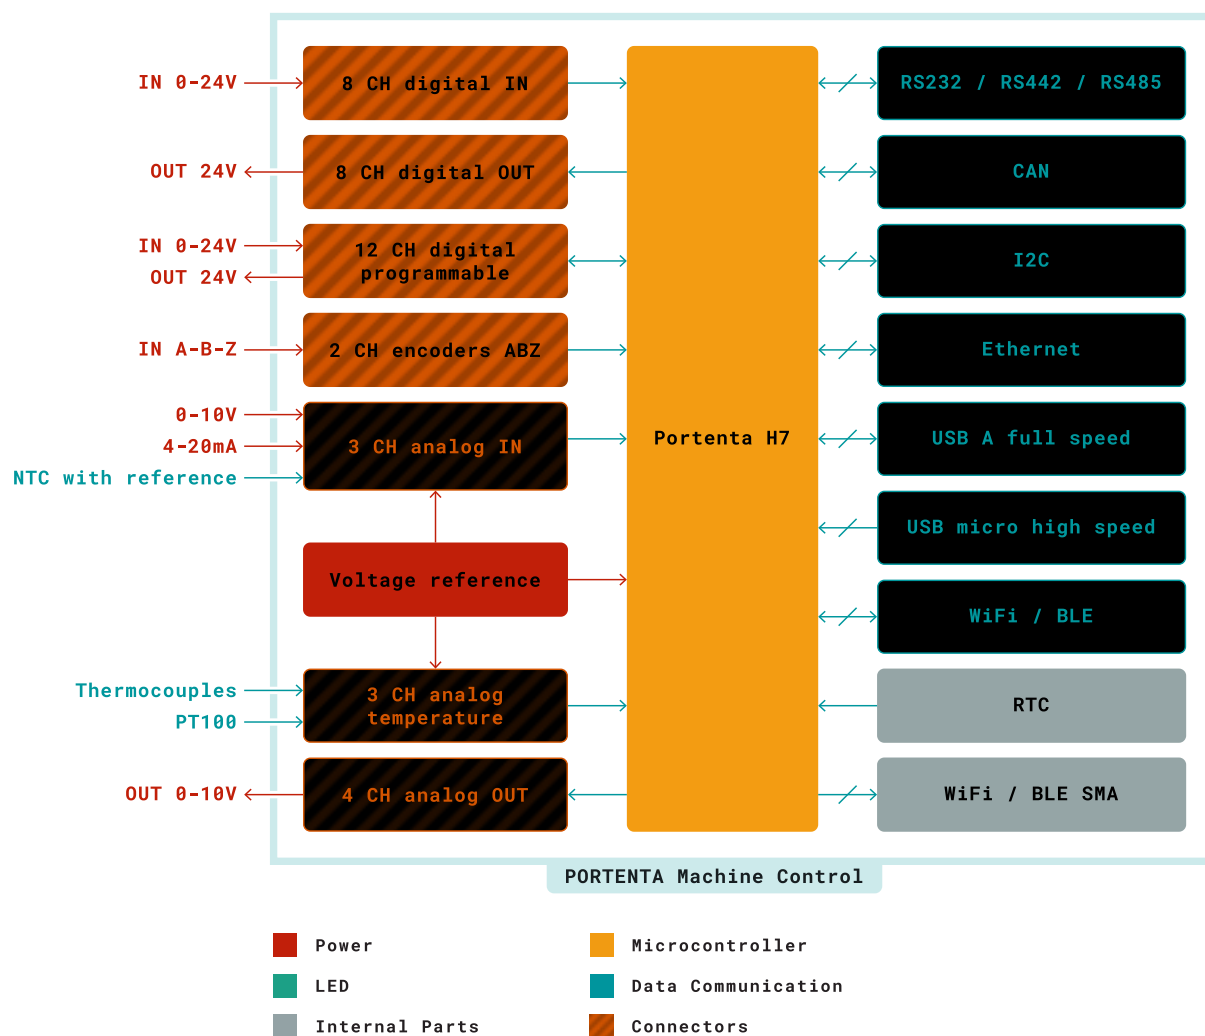 IN 0-24V
8 CH digital IN
RS232 / RS442 / RS485
OUT 24V
8 CH digital OUT
CAN
IN 0-24V
OUT 24V
12 CH digital
programmable
I2C
IN A-B-Z
2 CH encoders ABZ
Ethernet
0-10V
4-20mA
NTC with reference
3 CH analog IN
Portenta H7
USB A full speed
USB micro high speed
Voltage reference
WiFi / BLE
Thermocouples
PT100
3 CH analog
temperature
RTC
OUT 0-10V
4 CH analog OUT
WiFi / BLE SMA
PORTENTA Machine Control
Power
Microcontroller
LED
Data Communication
Internal Parts
Connectors